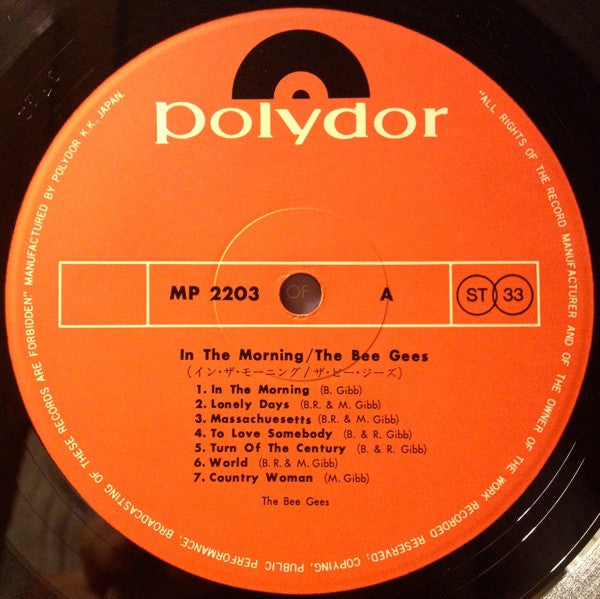 polydor
MP 2203
A
ST 33
In The Morning/The Bee Gees
(イン・ザ・モーニング/ザ・ビー・ジーズ)
1. In The Morning (B. Gibb)
2. Lonely Days (B.R. & M. Gibb)
3. Massachuesetts (B.R. & M. Gibb)
4. To Love Somebody (B. & R. Gibb)
5. Turn Of The Century (B. & R. Gibb)
6. World (B.R. & M. Gibb)
7. Country Woman (M. Gibb)
The Bee Gees
"ALL RIGHTS OF THE RECORD MANUFACTURER AND OF THE OWNER OF THE WORK RECORDED RESERVED; COPYING, PUBLIC PERFORMANCE, BROADCASTING OF THESE RECORDS ARE FORBIDDEN" MANUFACTURED BY POLYDOR K.K., JAPAN.